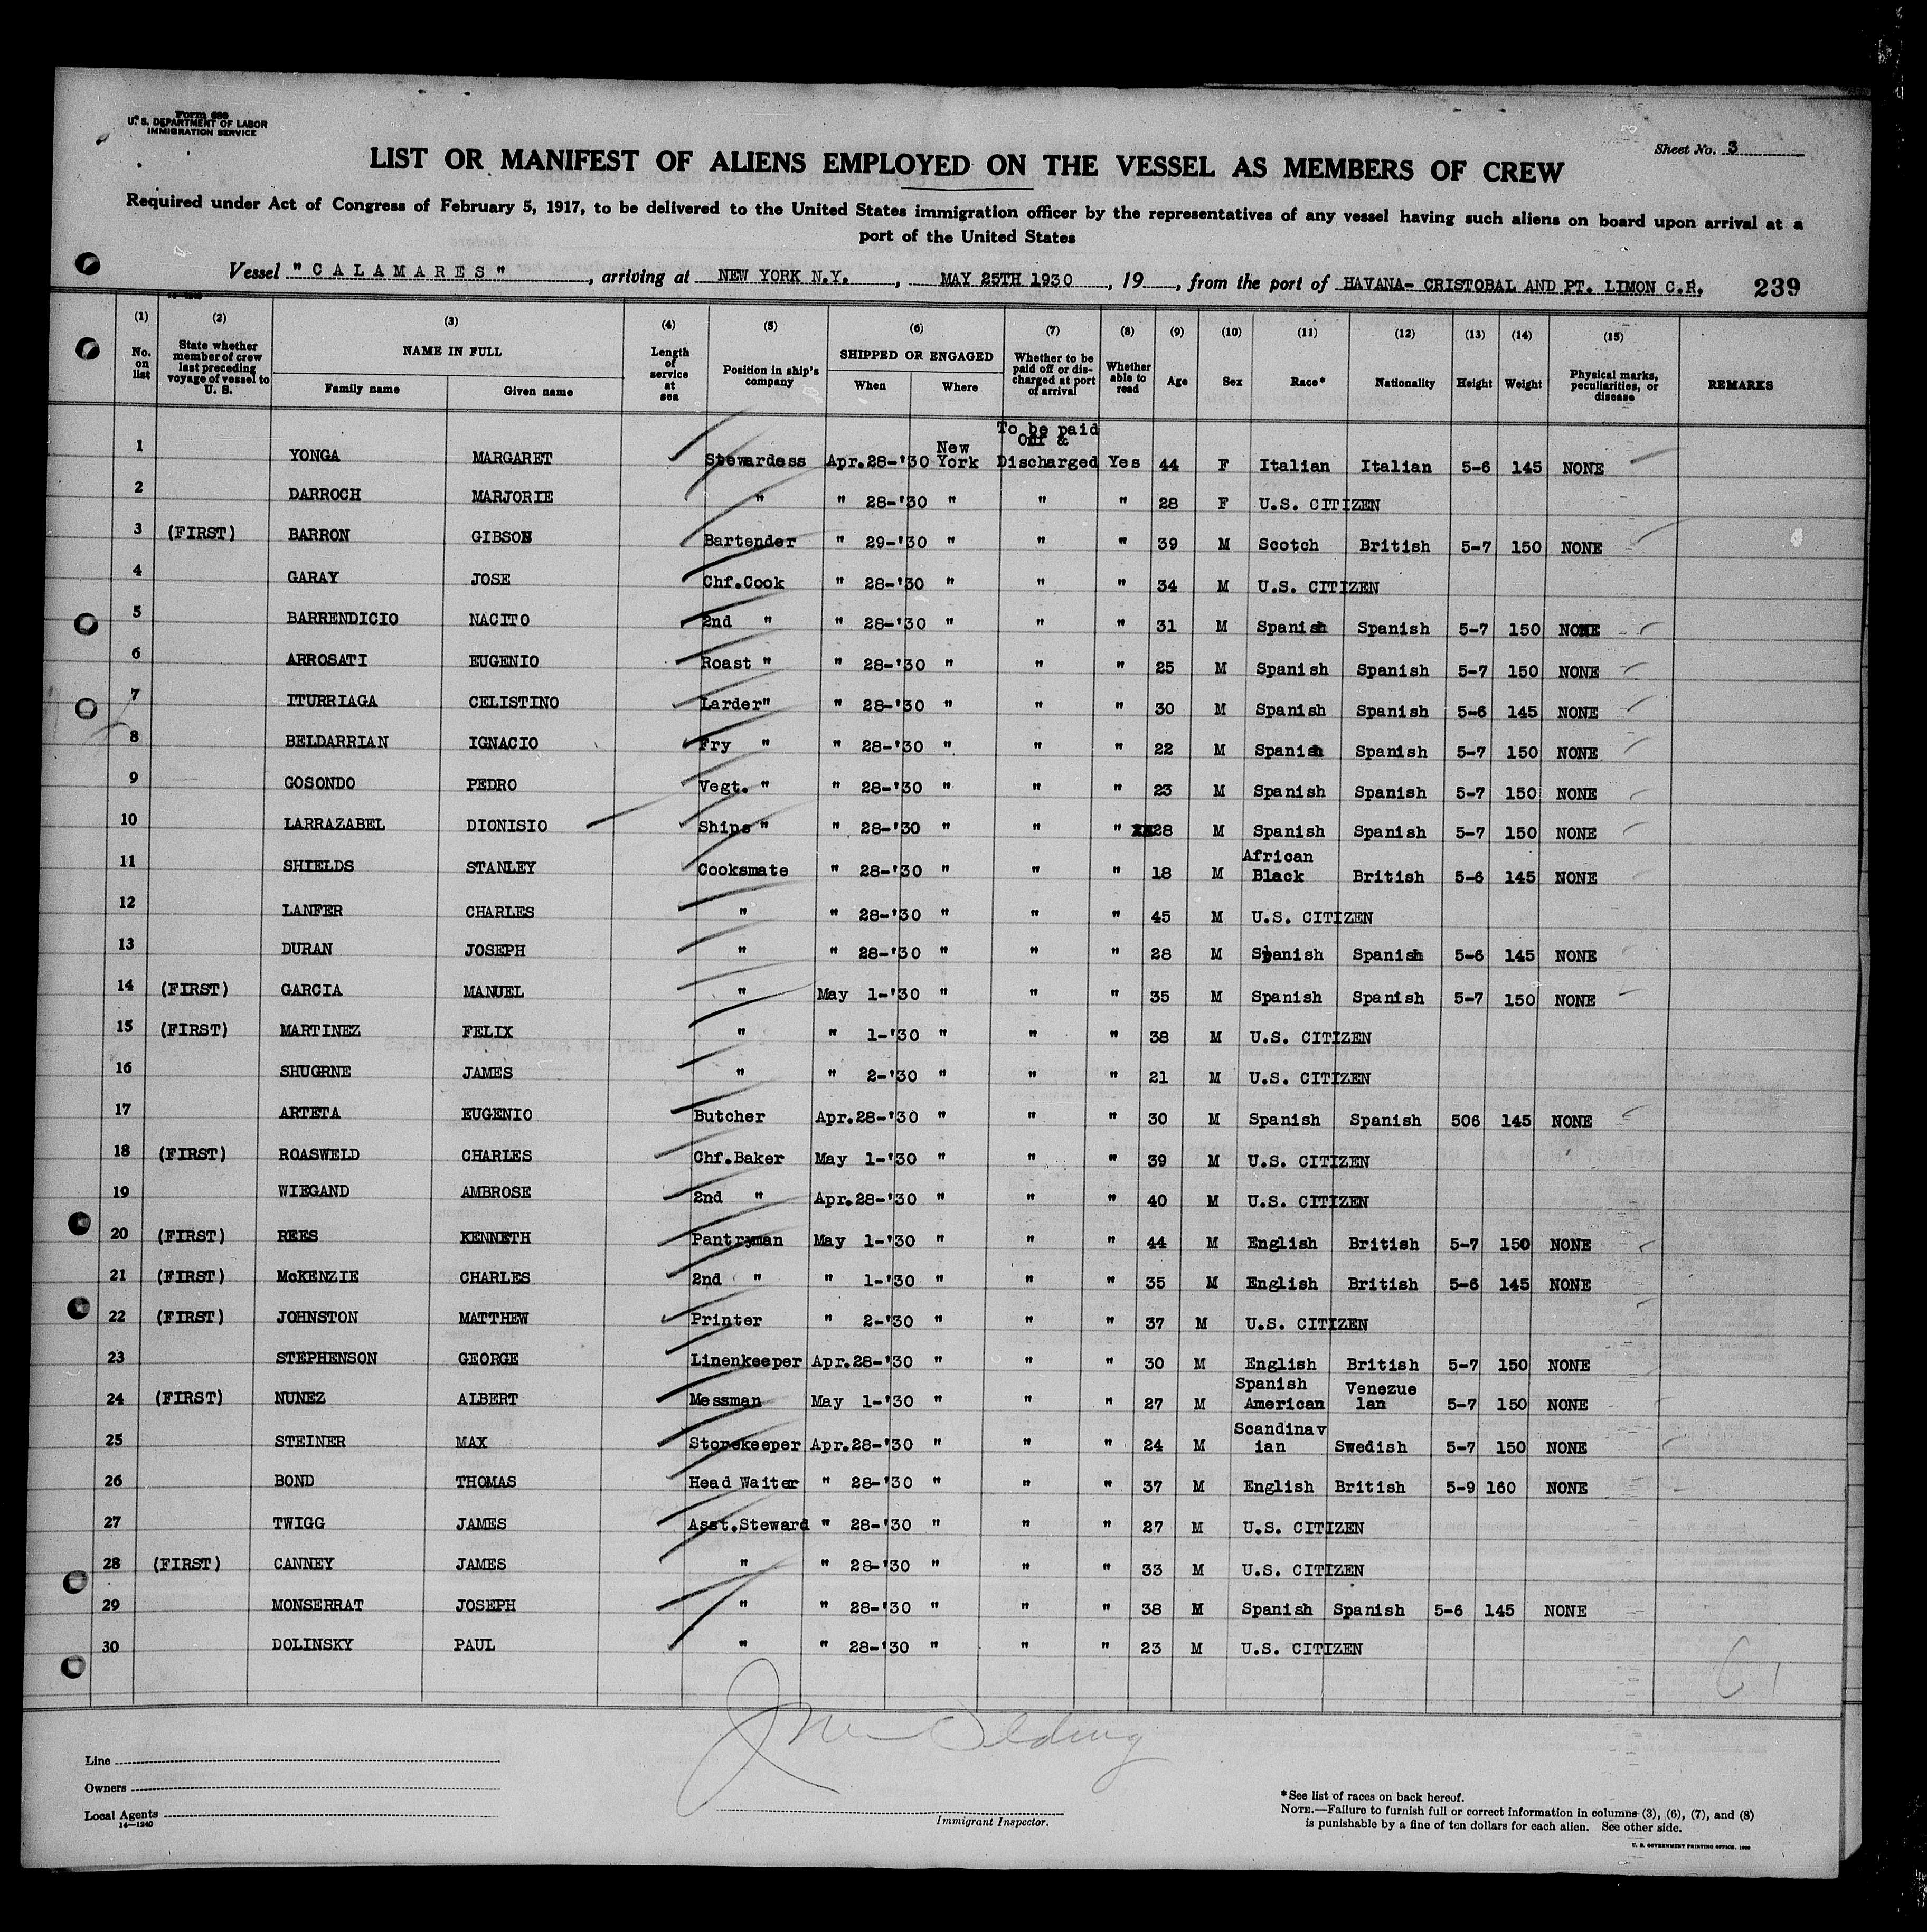 Form 680
U. S. DEPARTMENT OF LABOR
IMMIGRATION SERVICE
Sheet No. 3
LIST OR MANIFEST OF ALIENS EMPLOYED ON THE VESSEL AS MEMBERS OF CREW
Required under Act of Congress of February 5, 1917, to be delivered to the United States immigration officer by the representatives of any vessel having such aliens on board upon arrival at a
port of the United States
Vessel "CALAMARES", arriving at NEW YORK N.Y., MAY 25TH 1930, 19, from the port of HAVANA- CRISTOBAL AND PT. LIMON C.R. 239
(1) (2) (3) (4) (5) (6) (7) (8) (9) (10) (11) (12) (13) (14) (15)
No. on list State whether member of crew last preceding voyage of vessel to U. S. NAME IN FULL Family name Given name Length of service at sea Position in ship's company SHIPPED OR ENGAGED When Where Whether to be paid off or discharged at port of arrival Whether able to read Age Sex Race* Nationality Height Weight Physical marks, peculiarities, or disease REMARKS
1 YONGA MARGARET Stewardess Apr.28-'30 New York To be paid Off & Discharged Yes 44 F Italian Italian 5-6 145 NONE
2 DARROCH MARJORIE " " 28-'30 " " " 28 F U.S. CITIZEN
3 (FIRST) BARRON GIBSON Bartender " 29-'30 " " " 39 M Scotch British 5-7 150 NONE
4 GARAY JOSE Chf.Cook " 28-'30 " " " 34 M U.S. CITIZEN
5 BARRENDICIO NACITO 2nd " " 28-'30 " " " 31 M Spanish Spanish 5-7 150 NONE
6 ARROSATI EUGENIO Roast " " 28-'30 " " " 25 M Spanish Spanish 5-7 150 NONE
7 ITURRIAGA CELISTINO Larder" " 28-'30 " " " 30 M Spanish Spanish 5-6 145 NONE
8 BELDARRIAN IGNACIO Fry " " 28-'30 " " " 22 M Spanish Spanish 5-7 150 NONE
9 GOSONDO PEDRO Vegt. " " 28-'30 " " " 23 M Spanish Spanish 5-7 150 NONE
10 LARRAZABEL DIONISIO Ships " " 28-'30 " " " 28 M Spanish Spanish 5-7 150 NONE
11 SHIELDS STANLEY Cooksmate " 28-'30 " " " 18 M African Black British 5-6 145 NONE
12 LANFER CHARLES " " 28-'30 " " " 45 M U.S. CITIZEN
13 DURAN JOSEPH " " 28-'30 " " " 28 M Spanish Spanish 5-6 145 NONE
14 (FIRST) GARCIA MANUEL " May 1-'30 " " " 35 M Spanish Spanish 5-7 150 NONE
15 (FIRST) MARTINEZ FELIX " " 1-'30 " " " 38 M U.S. CITIZEN
16 SHUGRNE JAMES " " 2-'30 " " " 21 M U.S. CITIZEN
17 ARTETA EUGENIO Butcher Apr.28-'30 " " " 30 M Spanish Spanish 506 145 NONE
18 (FIRST) ROASWELD CHARLES Chf.Baker May 1-'30 " " " 39 M U.S. CITIZEN
19 WIEGAND AMBROSE 2nd " Apr.28-'30 " " " 40 M U.S. CITIZEN
20 (FIRST) REES KENNETH Pantryman May 1-'30 " " " 44 M English British 5-7 150 NONE
21 (FIRST) McKENZIE CHARLES 2nd " " 1-'30 " " " 35 M English British 5-6 145 NONE
22 (FIRST) JOHNSTON MATTHEW Printer " 2-'30 " " " 37 M U.S. CITIZEN
23 STEPHENSON GEORGE Linenkeeper Apr.28-'30 " " " 30 M English British 5-7 150 NONE
24 (FIRST) NUNEZ ALBERT Messman May 1-'30 " " " 27 M Spanish American Venezue lan 5-7 150 NONE
25 STEINER MAX Storekeeper Apr.28-'30 " " " 24 M Scandinav ian Swedish 5-7 150 NONE
26 BOND THOMAS Head Waiter " 28-'30 " " " 37 M English British 5-9 160 NONE
27 TWIGG JAMES Asst.Steward " 28-'30 " " " 27 M U.S. CITIZEN
28 (FIRST) CANNEY JAMES " " 28-'30 " " " 33 M U.S. CITIZEN
29 MONSERRAT JOSEPH " " 28-'30 " " " 38 M Spanish Spanish 5-6 145 NONE
30 DOLINSKY PAUL " " 28-'30 " " " 23 M U.S. CITIZEN
Line
Owners
Local Agents
14-1240
Immigrant Inspector.
*See list of races on back hereof.
NOTE.—Failure to furnish full or correct information in columns (3), (6), (7), and (8)
is punishable by a fine of ten dollars for each alien. See other side.
U. S. GOVERNMENT PRINTING OFFICE.